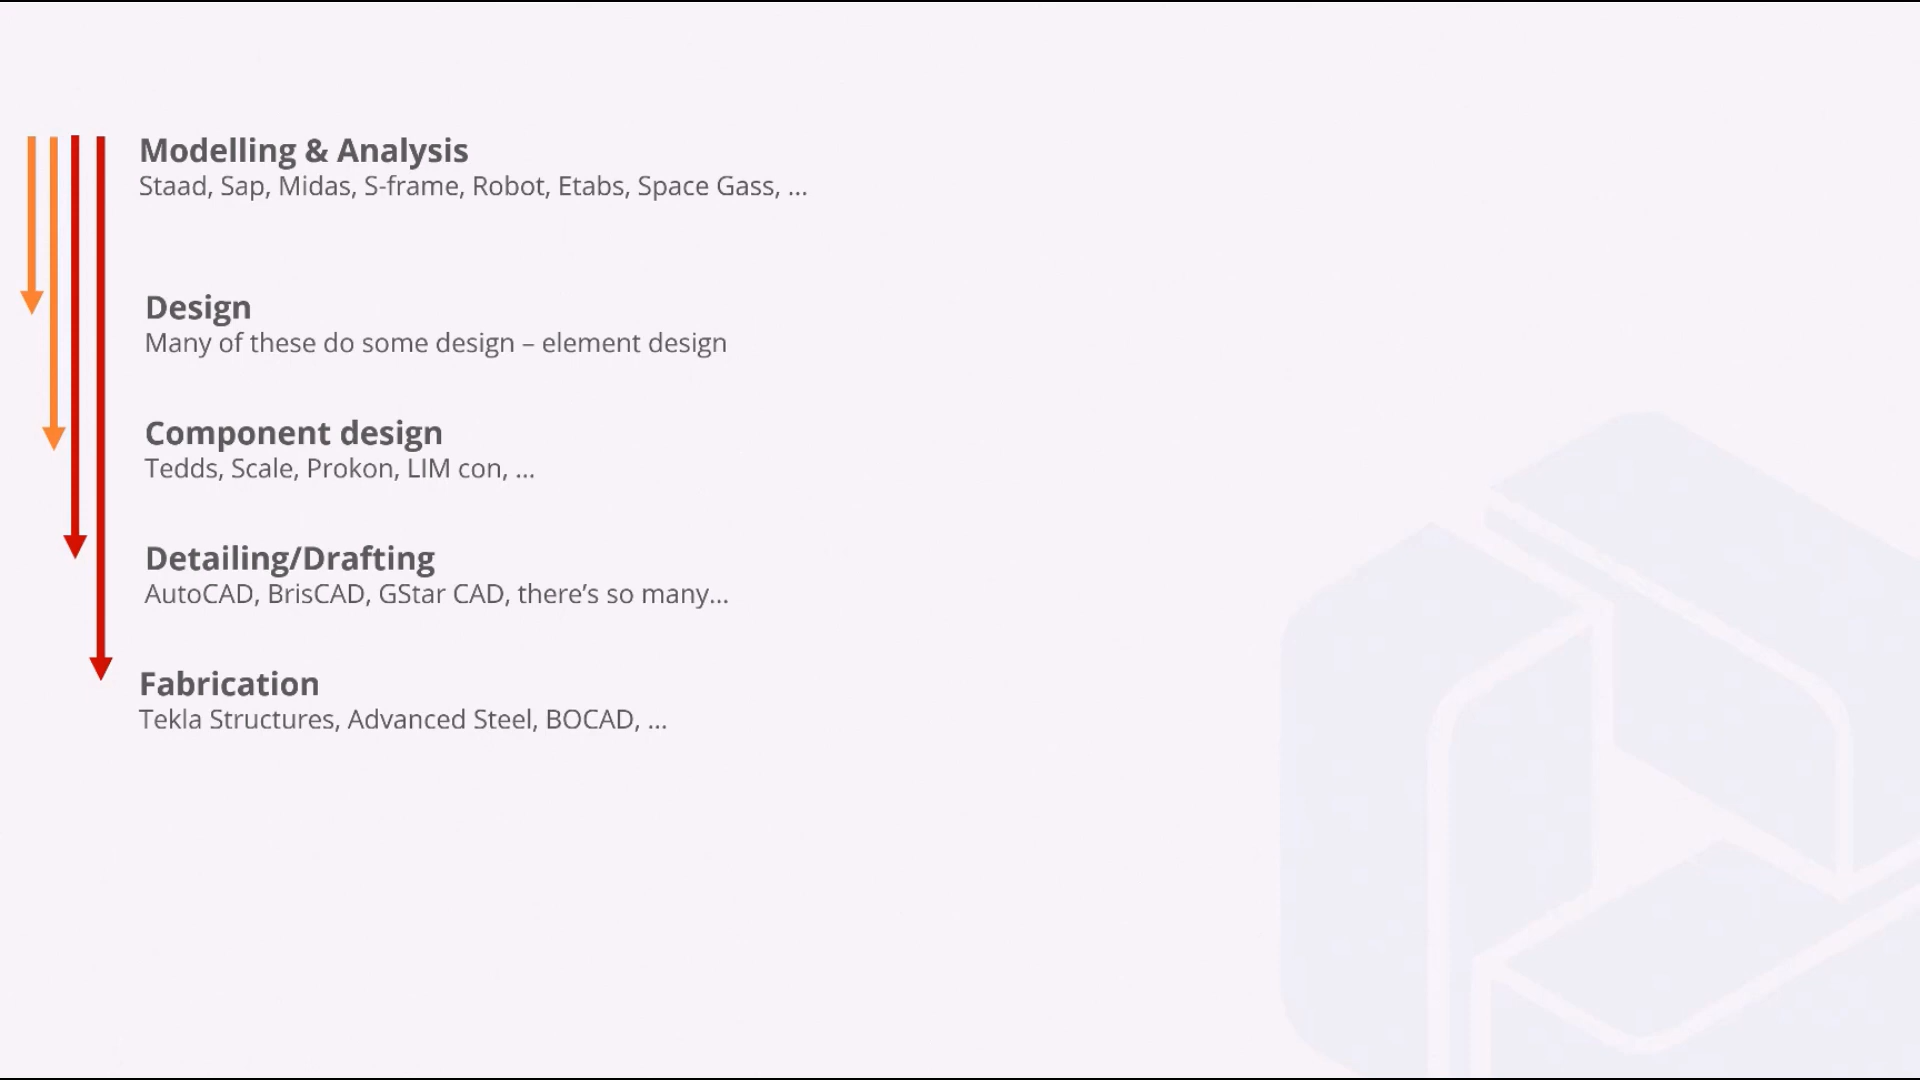 Modelling & Analysis
Staad, Sap, Midas, S-frame, Robot, Etabs, Space Gass, ...
Design
Many of these do some design – element design
Component design
Tedds, Scale, Prokon, LIM con, ...
Detailing/Drafting
AutoCAD, BrisCAD, GStar CAD, there’s so many...
Fabrication
Tekla Structures, Advanced Steel, BOCAD, ...